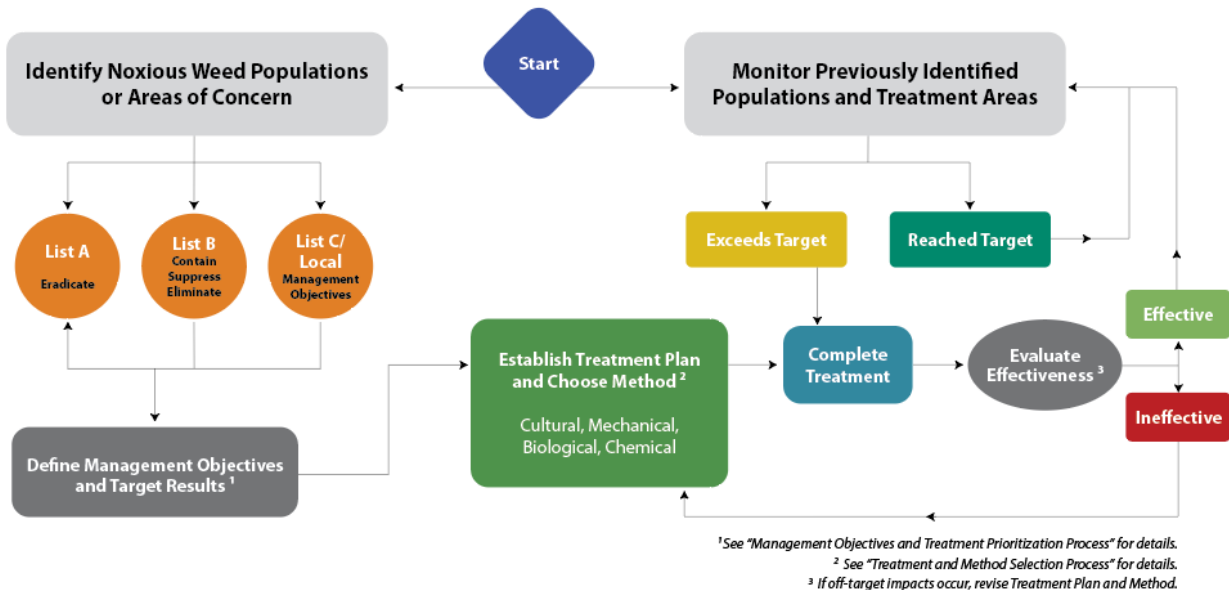 Start
Identify Noxious Weed Populations
or Areas of Concern
Monitor Previously Identified
Populations and Treatment Areas
List A
Eradicate
List B
Contain
Suppress
Eliminate
List C/
Local
Management
Objectives
Exceeds Target
Reached Target
Effective
Establish Treatment Plan
and Choose Method ²
Cultural, Mechanical,
Biological, Chemical
Complete
Treatment
Evaluate
Effectiveness ³
Ineffective
Define Management Objectives
and Target Results ¹
¹ See “Management Objectives and Treatment Prioritization Process” for details.
² See “Treatment and Method Selection Process” for details.
³ If off-target impacts occur, revise Treatment Plan and Method.